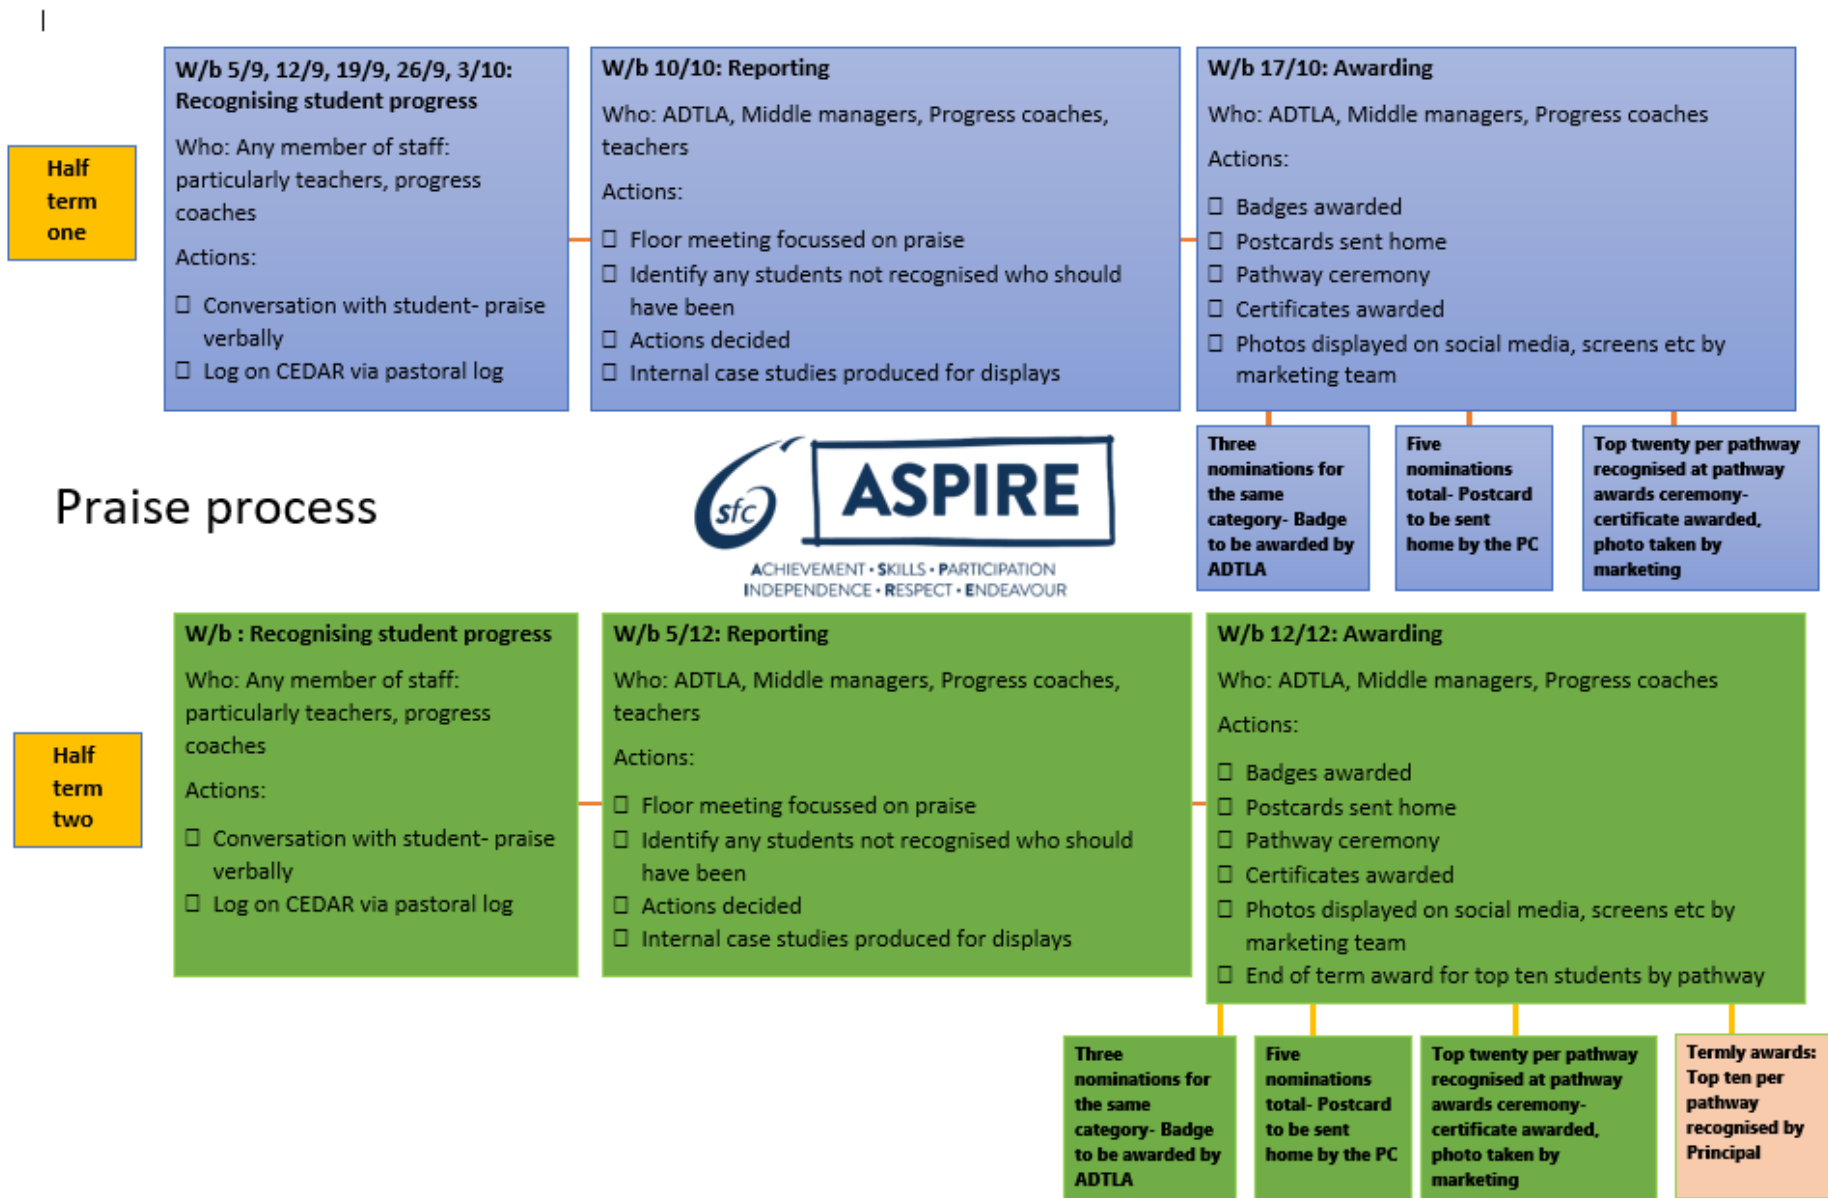 W/b 5/9, 12/9, 19/9, 26/9, 3/10:
Recognising student progress
Who: Any member of staff:
particularly teachers, progress
coaches
Actions:
☐ Conversation with student- praise
verbally
☐ Log on CEDAR via pastoral log
W/b 10/10: Reporting
Who: ADTLA, Middle managers, Progress coaches,
teachers
Actions:
☐ Floor meeting focussed on praise
☐ Identify any students not recognised who should
have been
☐ Actions decided
☐ Internal case studies produced for displays
W/b 17/10: Awarding
Who: ADTLA, Middle managers, Progress coaches
Actions:
☐ Badges awarded
☐ Postcards sent home
☐ Pathway ceremony
☐ Certificates awarded
☐ Photos displayed on social media, screens etc by
marketing team
Half
term
one
Three
nominations for
the same
category- Badge
to be awarded by
ADTLA
Five
nominations
total- Postcard
to be sent
home by the PC
Top twenty per pathway
recognised at pathway
awards ceremony-
certificate awarded,
photo taken by
marketing
Praise process
sfc
ASPIRE
ACHIEVEMENT • SKILLS • PARTICIPATION
INDEPENDENCE • RESPECT • ENDEAVOUR
W/b : Recognising student progress
Who: Any member of staff:
particularly teachers, progress
coaches
Actions:
☐ Conversation with student- praise
verbally
☐ Log on CEDAR via pastoral log
W/b 5/12: Reporting
Who: ADTLA, Middle managers, Progress coaches,
teachers
Actions:
☐ Floor meeting focussed on praise
☐ Identify any students not recognised who should
have been
☐ Actions decided
☐ Internal case studies produced for displays
W/b 12/12: Awarding
Who: ADTLA, Middle managers, Progress coaches
Actions:
☐ Badges awarded
☐ Postcards sent home
☐ Pathway ceremony
☐ Certificates awarded
☐ Photos displayed on social media, screens etc by
marketing team
☐ End of term award for top ten students by pathway
Half
term
two
Three
nominations for
the same
category- Badge
to be awarded by
ADTLA
Five
nominations
total- Postcard
to be sent
home by the PC
Top twenty per pathway
recognised at pathway
awards ceremony-
certificate awarded,
photo taken by
marketing
Termly awards:
Top ten per
pathway
recognised by
Principal